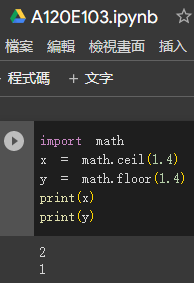 A120E103.ipynb
檔案 編輯 檢視畫面 插入
+ 程式碼 + 文字
import math
x = math.ceil(1.4)
y = math.floor(1.4)
print(x)
print(y)
2
1